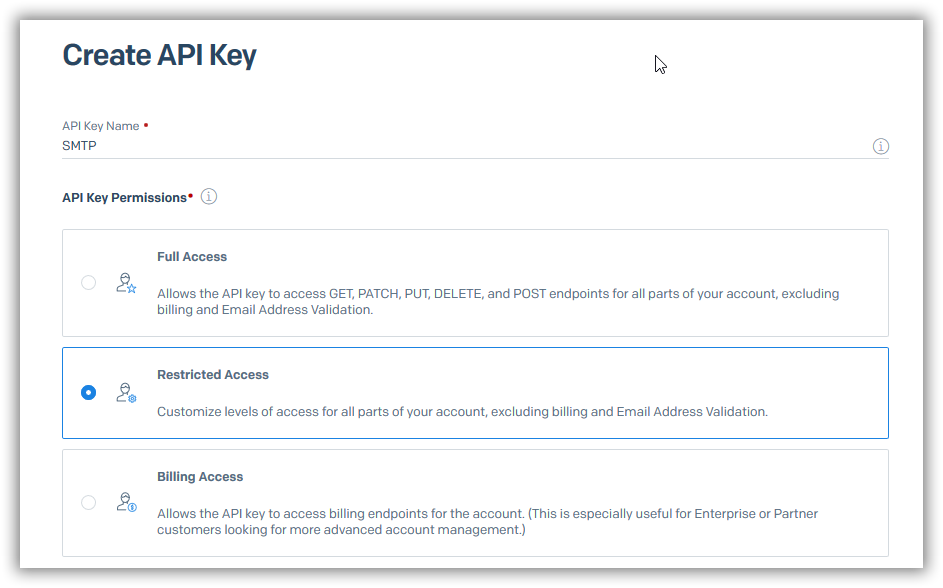 Create API Key
API Key Name •
SMTP
API Key Permissions•
Full Access
Allows the API key to access GET, PATCH, PUT, DELETE, and POST endpoints for all parts of your account, excluding
billing and Email Address Validation.
Restricted Access
Customize levels of access for all parts of your account, excluding billing and Email Address Validation.
Billing Access
Allows the API key to access billing endpoints for the account. (This is especially useful for Enterprise or Partner
customers looking for more advanced account management.)